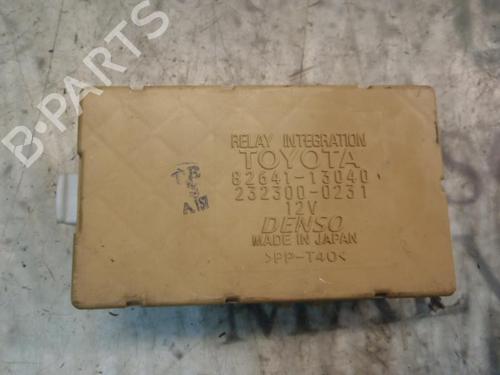 B-PARTS
RELAY INTEGRATION
TOYOTA
82641-13040
232300-0231
12V
DENSO
MADE IN JAPAN
>PP-T40<